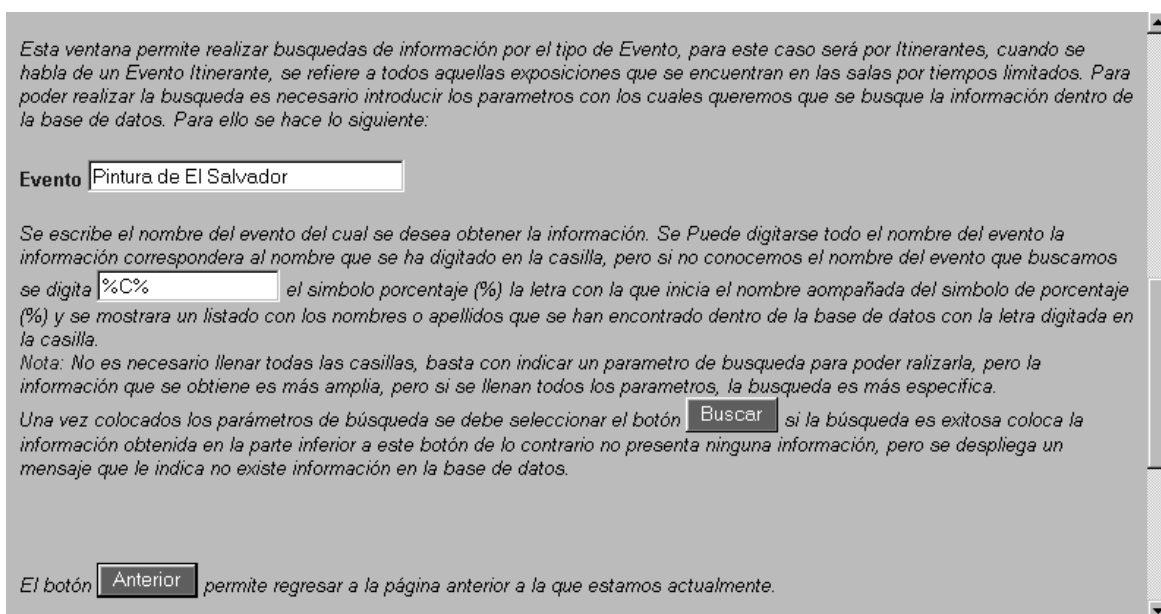 Esta ventana permite realizar busquedas de información por el tipo de Evento, para este caso será por Itinerantes, cuando se
habla de un Evento Itinerante, se refiere a todos aquellas exposiciones que se encuentran en las salas por tiempos limitados. Para
poder realizar la busqueda es necesario introducir los parametros con los cuales queremos que se busque la información dentro de
la base de datos. Para ello se hace lo siguiente:
Evento Pintura de El Salvador
Se escribe el nombre del evento del cual se desea obtener la información. Se Puede digitarse todo el nombre del evento la
información correspondera al nombre que se ha digitado en la casilla, pero si no conocemos el nombre del evento que buscamos
se digita %C% el simbolo porcentaje (%) la letra con la que inicia el nombre aompañada del simbolo de porcentaje
(%) y se mostrara un listado con los nombres o apellidos que se han encontrado dentro de la base de datos con la letra digitada en
la casilla.
Nota: No es necesario llenar todas las casillas, basta con indicar un parametro de busqueda para poder ralizarla, pero la
información que se obtiene es más amplia, pero si se llenan todos los parametros, la busqueda es más especifica.
Una vez colocados los parámetros de búsqueda se debe seleccionar el botón Buscar si la búsqueda es exitosa coloca la
información obtenida en la parte inferior a este botón de lo contrario no presenta ninguna información, pero se despliega un
mensaje que le indica no existe información en la base de datos.
El botón Anterior permite regresar a la página anterior a la que estamos actualmente.